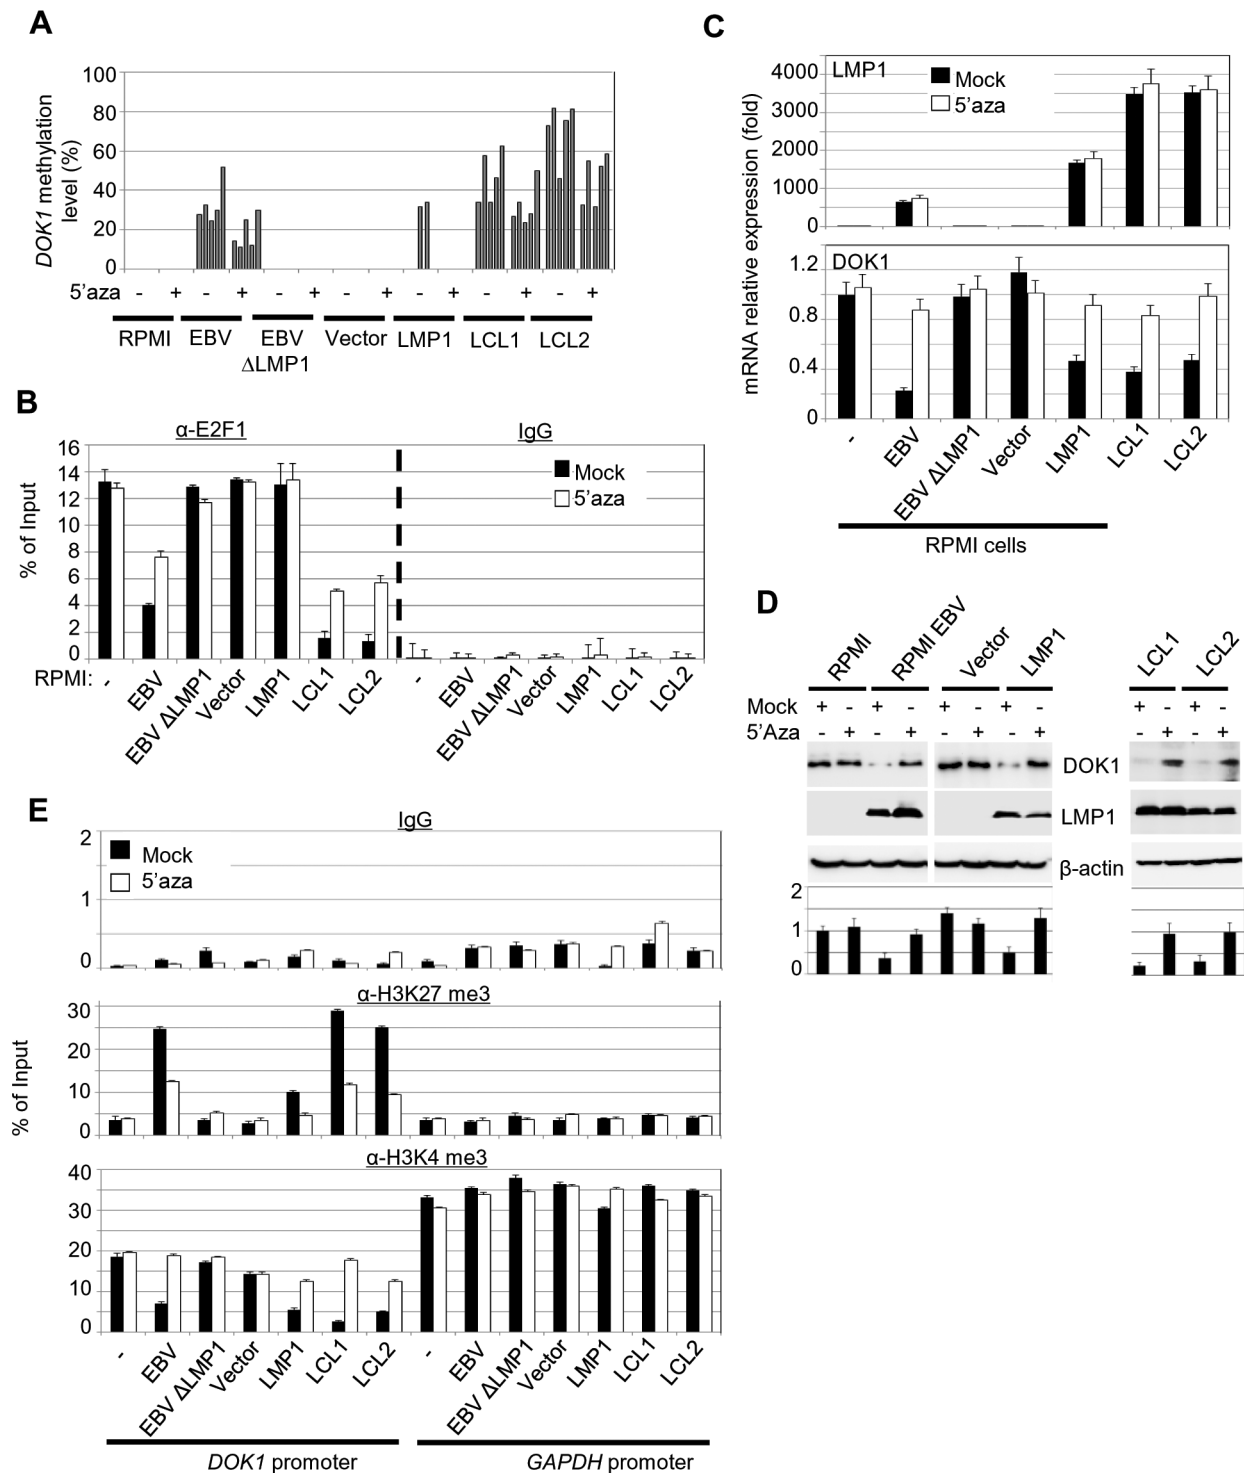 A
DOK1 methylation
level (%)
100
80
60
40
20
0
5'aza - + - + - + - + - + - + - +
RPMI EBV EBV Vector LMP1 LCL1 LCL2
ΔLMP1
B
α-E2F1 IgG
% of Input
16
14
12
10
8
6
4
2
0
Mock
5'aza
RPMI: - EBV EBV ΔLMP1 Vector LMP1 LCL1 LCL2 - EBV EBV ΔLMP1 Vector LMP1 LCL1 LCL2
C
mRNA relative expression (fold)
LMP1
Mock
5'aza
4000
3000
2000
1000
0
DOK1
1.2
0.8
0.4
0
- EBV EBV ΔLMP1 Vector LMP1 LCL1 LCL2
RPMI cells
D
RPMI RPMI EBV Vector LMP1 LCL1 LCL2
Mock + - + - + - + - + - + -
5'Aza - + - + - + - + - + - +
DOK1
LMP1
β-actin
2
1
0
E
IgG
% of Input
2
1
0
Mock
5'aza
α-H3K27 me3
30
20
10
0
α-H3K4 me3
40
30
20
10
0
- EBV EBV ΔLMP1 Vector LMP1 LCL1 LCL2 - EBV EBV ΔLMP1 Vector LMP1 LCL1 LCL2
DOK1 promoter GAPDH promoter